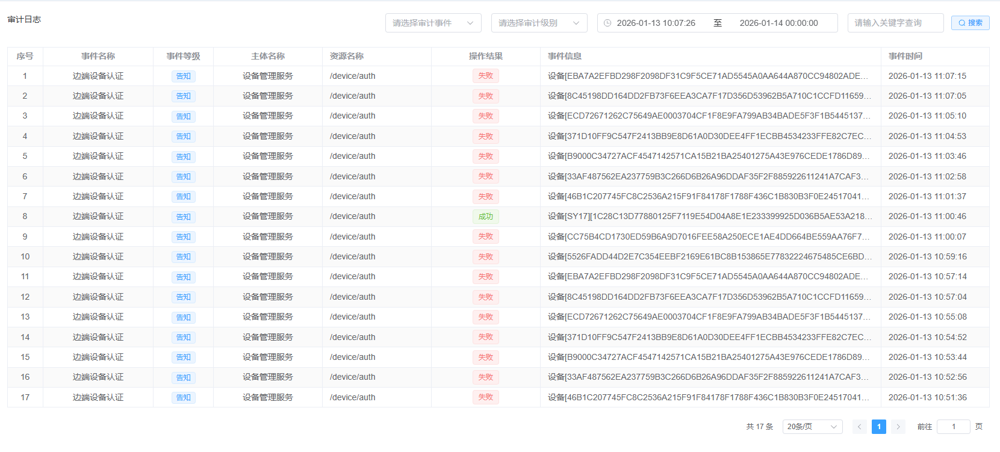 审计日志 请选择审计事件 请选择审计级别 2026-01-13 10:07:26 至 2026-01-14 00:00:00 请输入关键字查询 搜索
序号 事件名称 事件等级 主体名称 资源名称 操作结果 事件信息 事件时间
1 边端设备认证 告知 设备管理服务 /device/auth 失败 设备[EBA7A2EFBD298F2098DF31C9F5CE71AD5545A0AA644A870CC94802ADE... 2026-01-13 11:07:15
2 边端设备认证 告知 设备管理服务 /device/auth 失败 设备[8C45198DD164DD2FB73F6EEA3CA7F17D356D53962B5A710C1CCFD11659... 2026-01-13 11:07:05
3 边端设备认证 告知 设备管理服务 /device/auth 失败 设备[ECD72671262C75649AE0003704CF1F8E9FA799AB34BADE5F3F1B5445137... 2026-01-13 11:05:10
4 边端设备认证 告知 设备管理服务 /device/auth 失败 设备[371D10FF9C547F2413BB9E8D61A0D30DEE4FF1ECBB4534233FFE82C7EC... 2026-01-13 11:04:53
5 边端设备认证 告知 设备管理服务 /device/auth 失败 设备[B9000C34727ACF4547142571CA15B21BA25401275A43E976CEDE1786D89... 2026-01-13 11:03:46
6 边端设备认证 告知 设备管理服务 /device/auth 失败 设备[33AF487562EA237759B3C266D6B26A96DDAF35F2F885922611241A7CAF3... 2026-01-13 11:02:58
7 边端设备认证 告知 设备管理服务 /device/auth 失败 设备[46B1C207745FC8C2536A215F91F84178F1788F436C1B830B3F0E24517041... 2026-01-13 11:01:37
8 边端设备认证 告知 设备管理服务 /device/auth 成功 设备[SY17][1C28C13D77880125F7119E54D04A8E1E233399925D036B5AE53A218... 2026-01-13 11:00:46
9 边端设备认证 告知 设备管理服务 /device/auth 失败 设备[CC75B4CD1730ED59B6A9D7016FEE58A250ECE1AE4DD664BE559AA76F7... 2026-01-13 11:00:07
10 边端设备认证 告知 设备管理服务 /device/auth 失败 设备[5526FADD44D2E7C354EEBF2169E61BC8B153865E77832224675485CE6BD... 2026-01-13 10:59:16
11 边端设备认证 告知 设备管理服务 /device/auth 失败 设备[EBA7A2EFBD298F2098DF31C9F5CE71AD5545A0AA644A870CC94802ADE... 2026-01-13 10:57:14
12 边端设备认证 告知 设备管理服务 /device/auth 失败 设备[8C45198DD164DD2FB73F6EEA3CA7F17D356D53962B5A710C1CCFD11659... 2026-01-13 10:57:04
13 边端设备认证 告知 设备管理服务 /device/auth 失败 设备[ECD72671262C75649AE0003704CF1F8E9FA799AB34BADE5F3F1B5445137... 2026-01-13 10:55:08
14 边端设备认证 告知 设备管理服务 /device/auth 失败 设备[371D10FF9C547F2413BB9E8D61A0D30DEE4FF1ECBB4534233FFE82C7EC... 2026-01-13 10:54:52
15 边端设备认证 告知 设备管理服务 /device/auth 失败 设备[B9000C34727ACF4547142571CA15B21BA25401275A43E976CEDE1786D89... 2026-01-13 10:53:44
16 边端设备认证 告知 设备管理服务 /device/auth 失败 设备[33AF487562EA237759B3C266D6B26A96DDAF35F2F885922611241A7CAF3... 2026-01-13 10:52:56
17 边端设备认证 告知 设备管理服务 /device/auth 失败 设备[46B1C207745FC8C2536A215F91F84178F1788F436C1B830B3F0E24517041... 2026-01-13 10:51:36
共 17 条 20条/页 1 前往 1 页